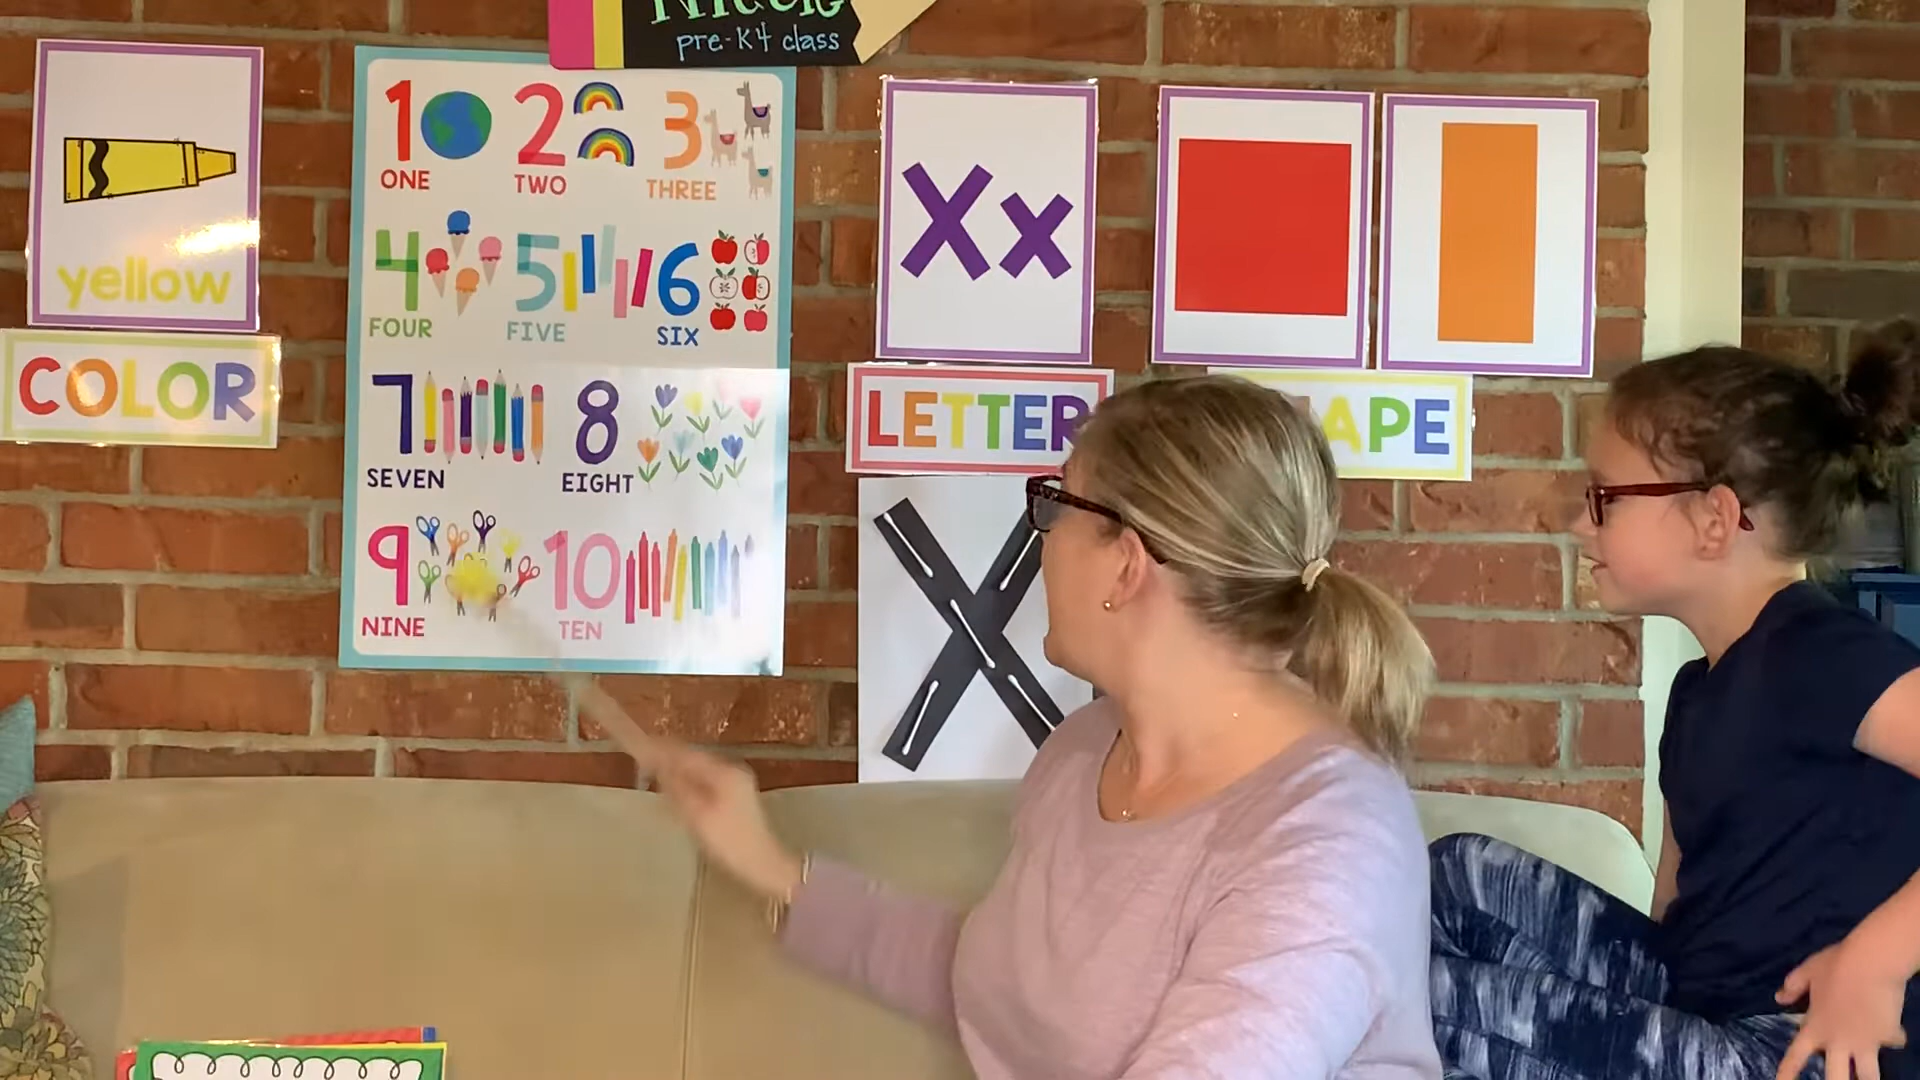 pre-K4 class
yellow
COLOR
1 2 3
ONE TWO THREE
4 5 6
FOUR FIVE SIX
7 8
SEVEN EIGHT
9 10
NINE TEN
Xx
LETTER
X